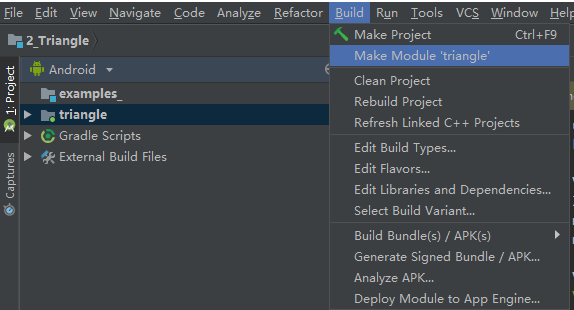 File Edit View Navigate Code Analyze Refactor Build Run Tools VCS Window Help
2_Triangle
Make Project Ctrl+F9
Make Module 'triangle'
Clean Project
Rebuild Project
Refresh Linked C++ Projects
Edit Build Types...
Edit Flavors...
Edit Libraries and Dependencies...
Select Build Variant...
Build Bundle(s) / APK(s)
Generate Signed Bundle / APK...
Analyze APK...
Deploy Module to App Engine...
1: Project
Captures
Android
examples_
triangle
Gradle Scripts
External Build Files